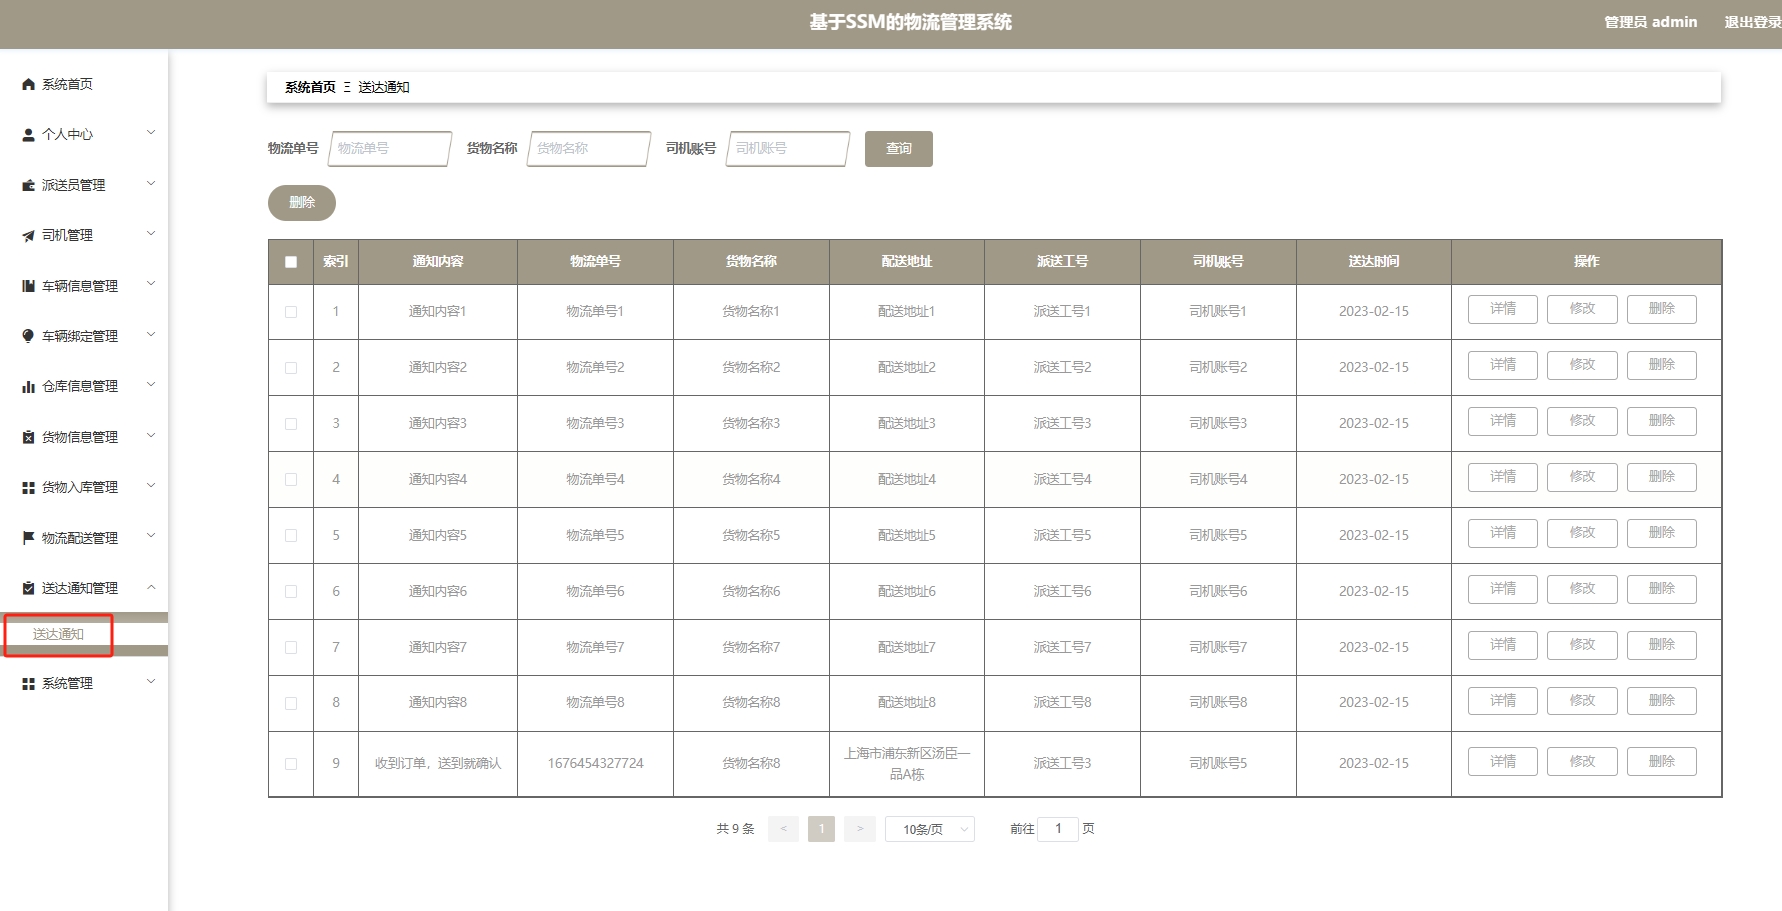 基于SSM的物流管理系统
管理员 admin
退出登录
系统首页
个人中心
派送员管理
司机管理
车辆信息管理
车辆绑定管理
仓库信息管理
货物信息管理
货物入库管理
物流配送管理
送达通知管理
送达通知
系统管理
系统首页 Ξ 送达通知
物流单号 物流单号 货物名称 货物名称 司机账号 司机账号 查询
删除
索引 通知内容 物流单号 货物名称 配送地址 派送工号 司机账号 送达时间 操作
1 通知内容1 物流单号1 货物名称1 配送地址1 派送工号1 司机账号1 2023-02-15 详情 修改 删除
2 通知内容2 物流单号2 货物名称2 配送地址2 派送工号2 司机账号2 2023-02-15 详情 修改 删除
3 通知内容3 物流单号3 货物名称3 配送地址3 派送工号3 司机账号3 2023-02-15 详情 修改 删除
4 通知内容4 物流单号4 货物名称4 配送地址4 派送工号4 司机账号4 2023-02-15 详情 修改 删除
5 通知内容5 物流单号5 货物名称5 配送地址5 派送工号5 司机账号5 2023-02-15 详情 修改 删除
6 通知内容6 物流单号6 货物名称6 配送地址6 派送工号6 司机账号6 2023-02-15 详情 修改 删除
7 通知内容7 物流单号7 货物名称7 配送地址7 派送工号7 司机账号7 2023-02-15 详情 修改 删除
8 通知内容8 物流单号8 货物名称8 配送地址8 派送工号8 司机账号8 2023-02-15 详情 修改 删除
9 收到订单，送到就确认 1676454327724 货物名称8 上海市浦东新区汤臣一
品A栋 派送工号3 司机账号5 2023-02-15 详情 修改 删除
共 9 条 < 1 > 10条/页 前往 1 页